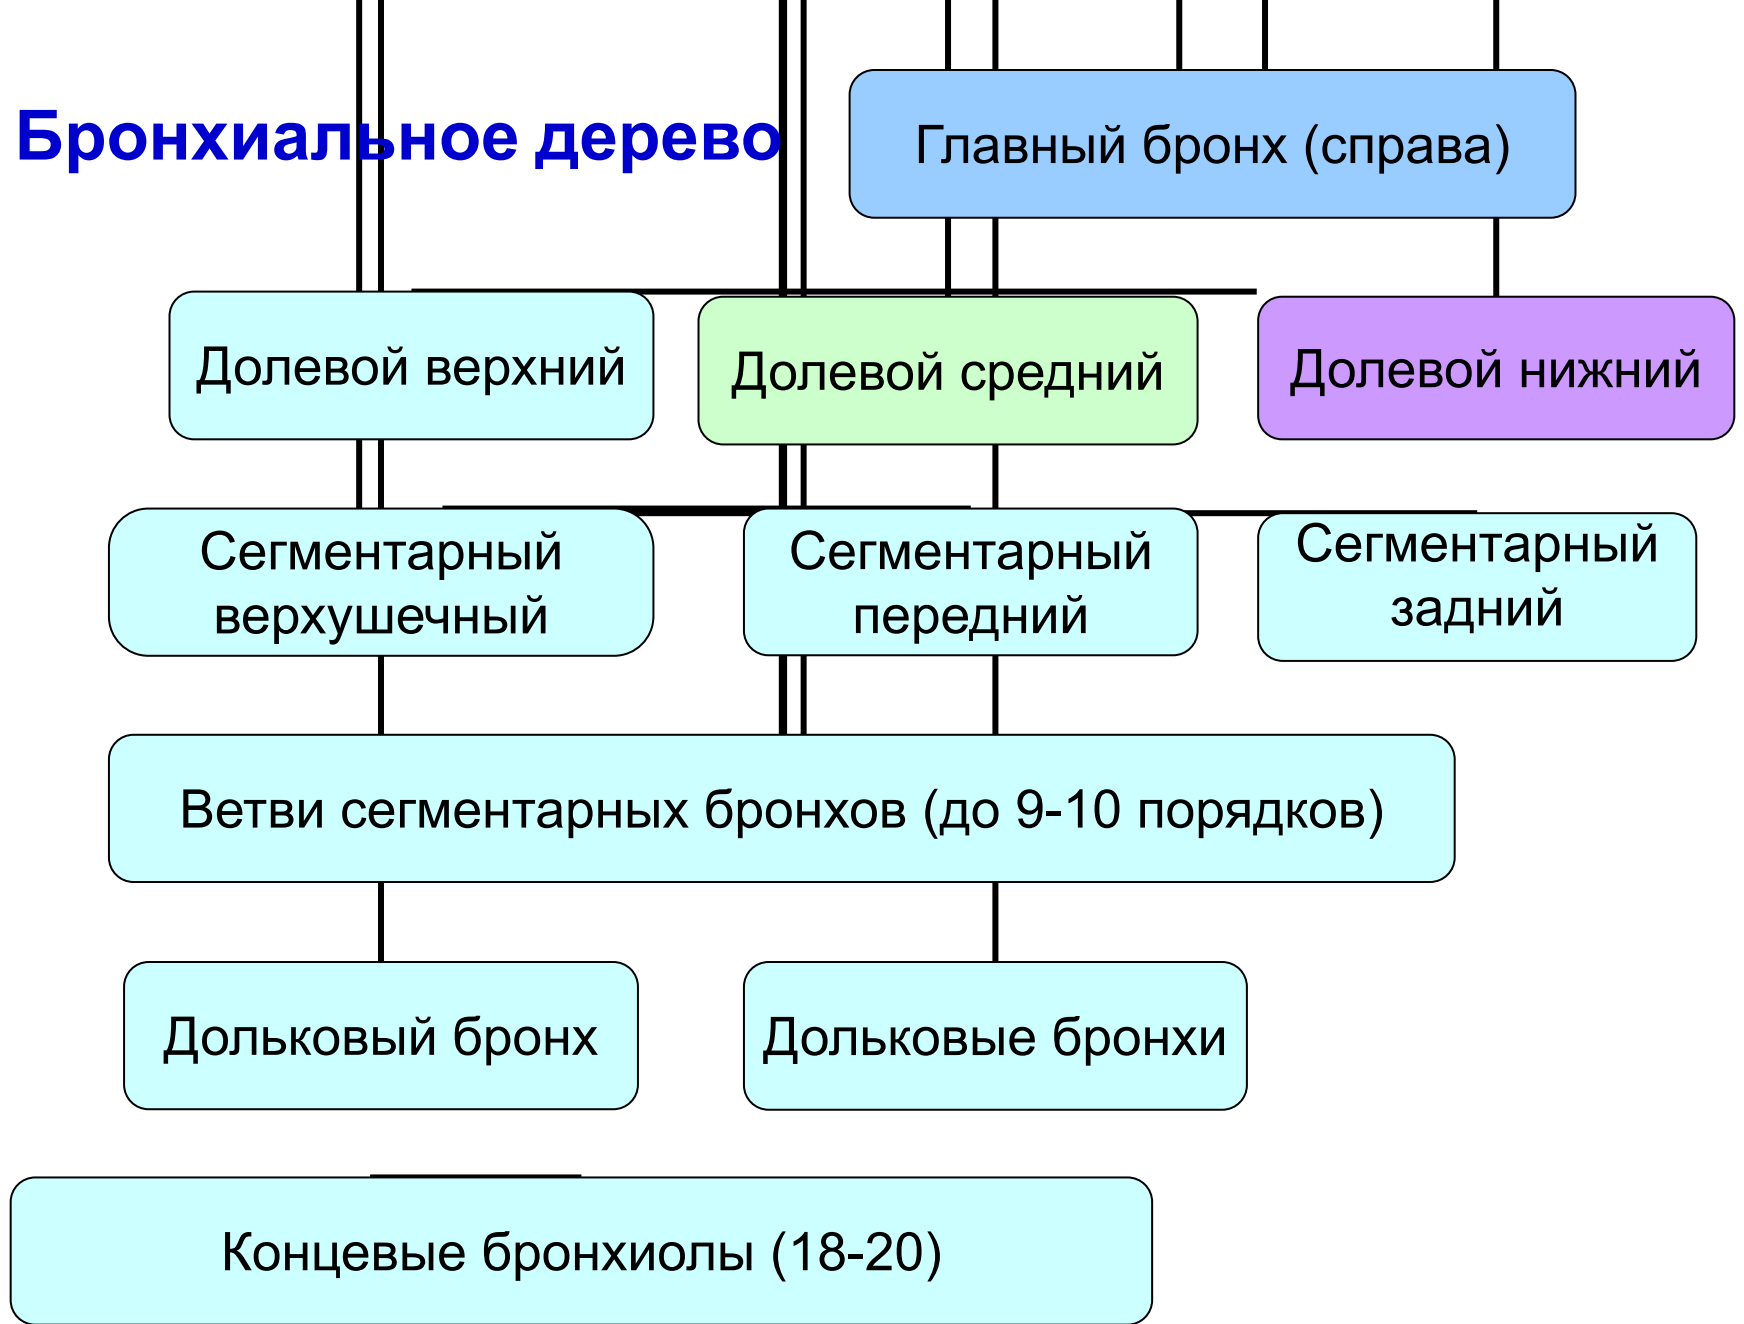 Бронхиальное дерево
Главный бронх (справа)
Долевой верхний
Долевой средний
Долевой нижний
Сегментарный
верхушечный
Сегментарный
передний
Сегментарный
задний
Ветви сегментарных бронхов (до 9-10 порядков)
Дольковый бронх
Дольковые бронхи
Концевые бронхиолы (18-20)